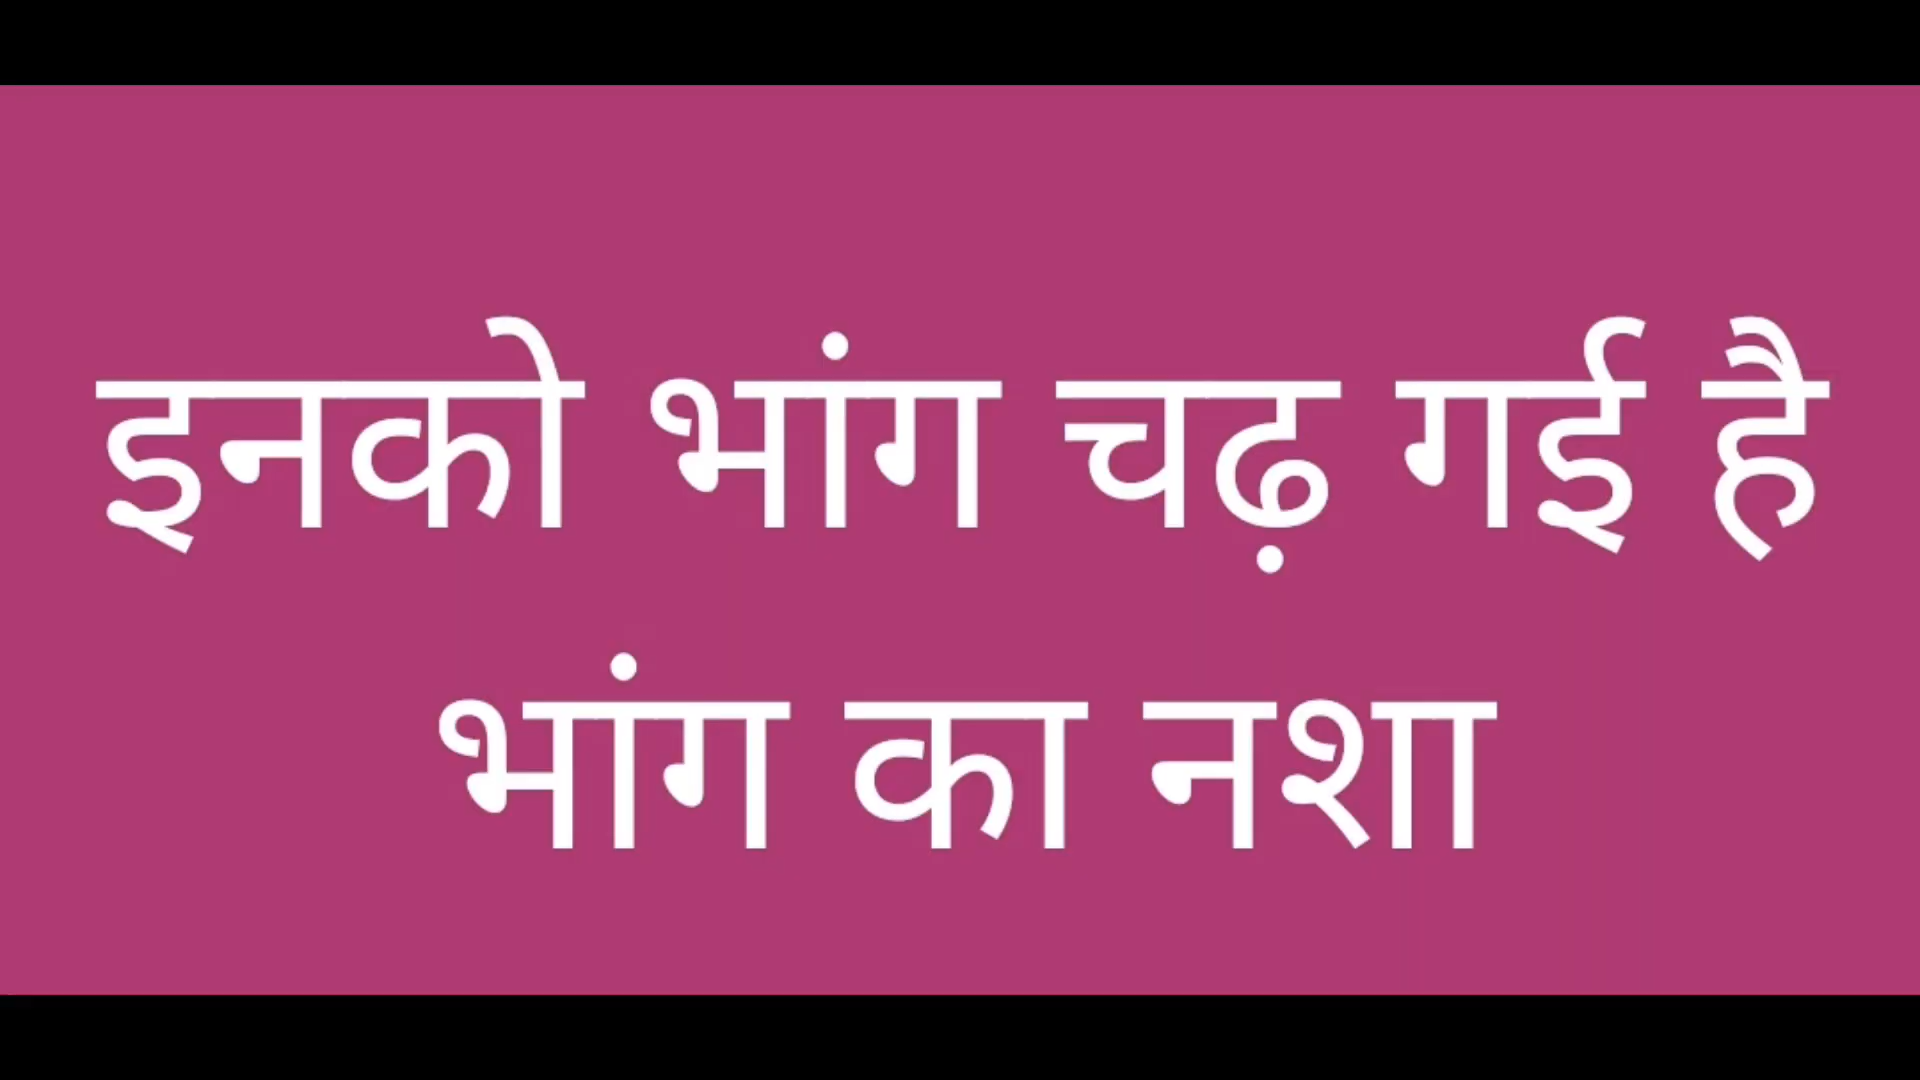 इनको भांग चढ़ गई है
भांग का नशा